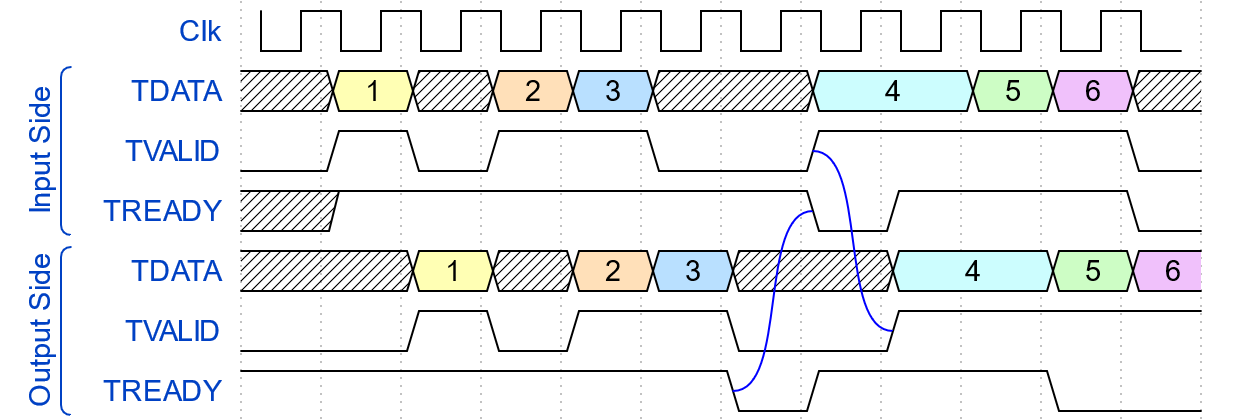 Clk
Input Side
TDATA 1 2 3 4 5 6
TVALID
TREADY
Output Side
TDATA 1 2 3 4 5 6
TVALID
TREADY